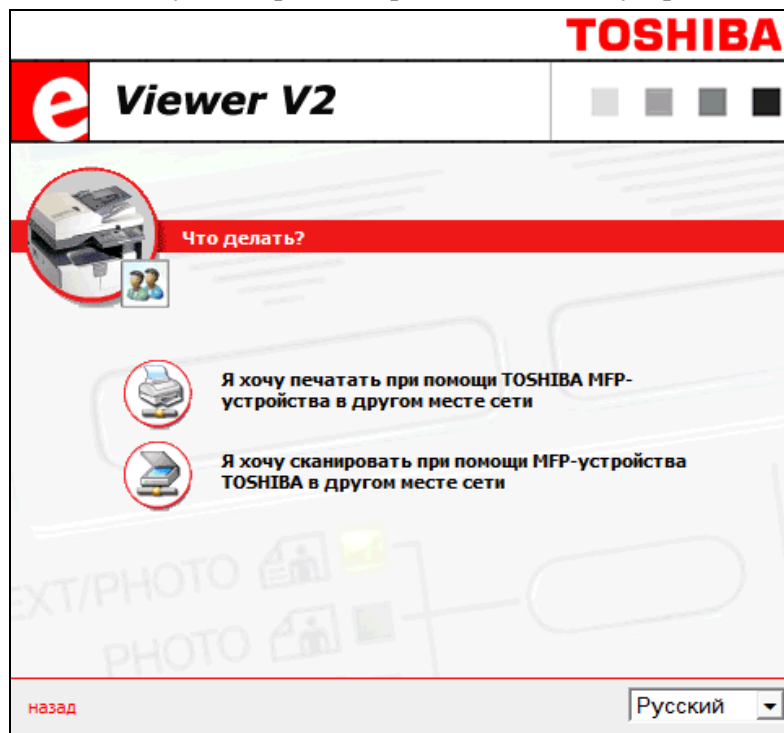 TOSHIBA
e Viewer V2
Что делать?
Я хочу печатать при помощи TOSHIBA MFP-
устройства в другом месте сети
Я хочу сканировать при помощи MFP-устройства
TOSHIBA в другом месте сети
EXT/PHOTO
PHOTO
назад
Русский